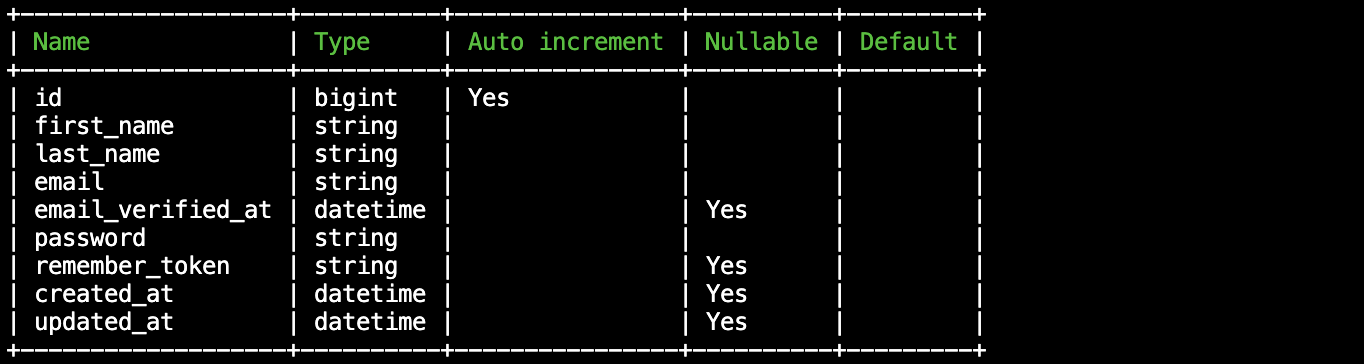 +-------------------+----------+----------------+----------+---------+
| Name              | Type     | Auto increment | Nullable | Default |
+-------------------+----------+----------------+----------+---------+
| id                | bigint   | Yes            |          |         |
| first_name        | string   |                |          |         |
| last_name         | string   |                |          |         |
| email             | string   |                |          |         |
| email_verified_at | datetime |                | Yes      |         |
| password          | string   |                |          |         |
| remember_token    | string   |                | Yes      |         |
| created_at        | datetime |                | Yes      |         |
| updated_at        | datetime |                | Yes      |         |
+-------------------+----------+----------------+----------+---------+